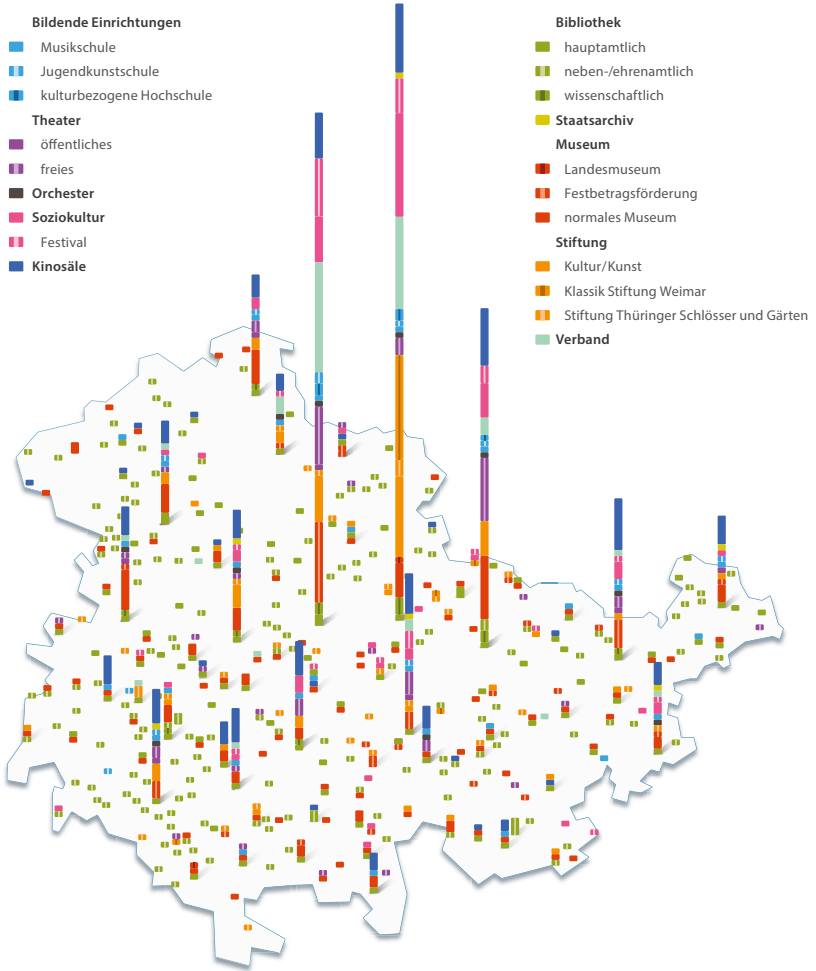 Bildende Einrichtungen
Musikschule
Jugendkunstschule
kulturbezogene Hochschule
Theater
öffentliches
freies
Orchester
Soziokultur
Festival
Kinosäle
Bibliothek
hauptamtlich
neben-/ehrenamtlich
wissenschaftlich
Staatsarchiv
Museum
Landesmuseum
Festbetragsförderung
normales Museum
Stiftung
Kultur/Kunst
Klassik Stiftung Weimar
Stiftung Thüringer Schlösser und Gärten
Verband